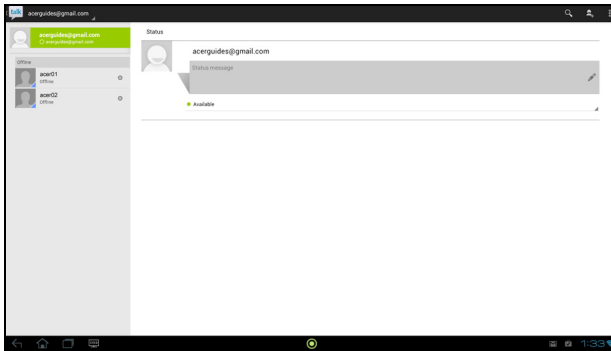 talk acerguides@gmail.com
acerguides@gmail.com
acerguides@gmail.com
Offline
acer01
Offline
acer02
Offline
Status
acerguides@gmail.com
Status message
Available
1:33